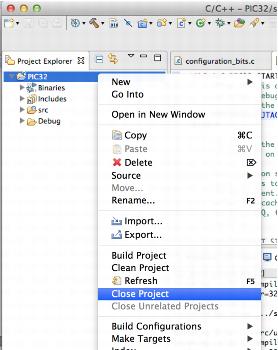 C/C++ - PIC32
Project Explorer
configuration_bits.c
PIC32
Binaries
Includes
src
Debug
New
Go Into
Open in New Window
Copy ⌘C
Paste ⌘V
Delete ⌦
Source
Move...
Rename... F2
Import...
Export...
Build Project
Clean Project
Refresh F5
Close Project
Close Unrelated Projects
Build Configurations
Make Targets
Index